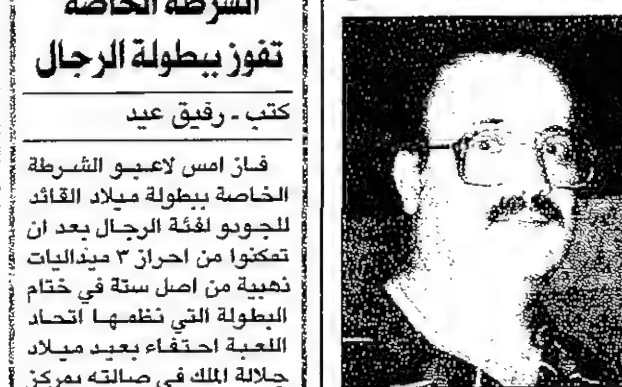 الشرطة الخاصة
تفوز ببطولة الرجال
كتب - رفيق عيد
فاز امس لاعبو الشرطة
الخاصة ببطولة ميلاد القائد
للجودو لفئة الرجال بعد ان
تمكنوا من احراز ٣ ميداليات
ذهبية من اصل ستة في ختام
البطولة التي نظمها اتحاد
اللعبة احتفاء بعيد ميلاد
جلالة الملك في صالته بمركز